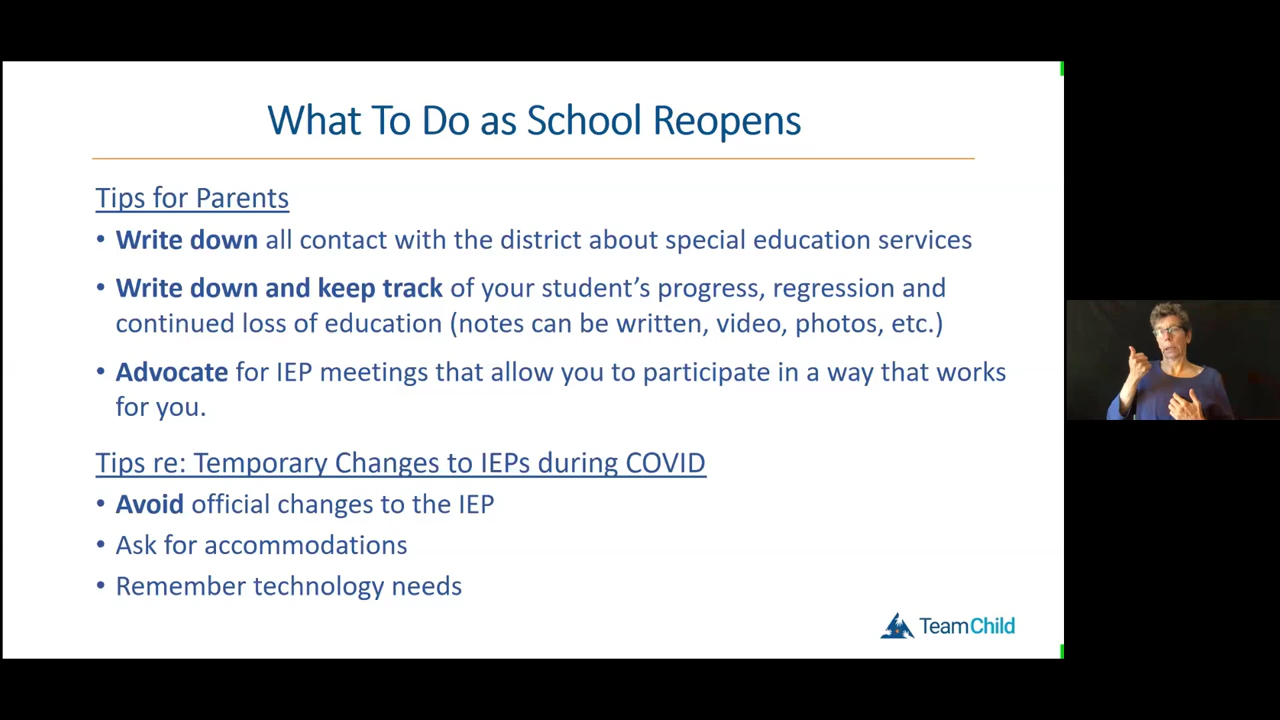 What To Do as School Reopens
Tips for Parents
• Write down all contact with the district about special education services
• Write down and keep track of your student’s progress, regression and
continued loss of education (notes can be written, video, photos, etc.)
• Advocate for IEP meetings that allow you to participate in a way that works
for you.
Tips re: Temporary Changes to IEPs during COVID
• Avoid official changes to the IEP
• Ask for accommodations
• Remember technology needs
TeamChild